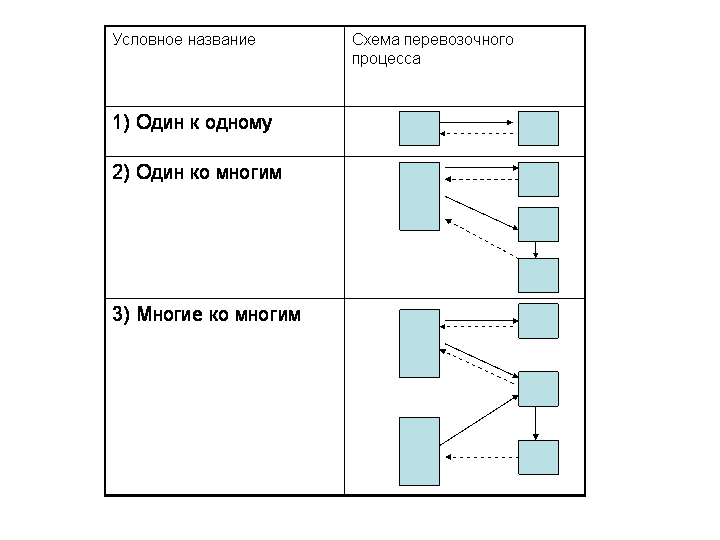 Условное название
Схема перевозочного
процесса
1) Один к одному
2) Один ко многим
3) Многие ко многим